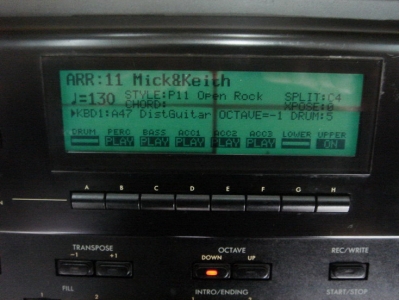 ARR:11 Mick&Keith
♩=130 STYLE:P11 Open Rock SPLIT:C4
CHORD: XPOSE:0
▶KBD1:A47 DistGuitar OCTAVE=-1 DRUM:5
DRUM PERC BASS ACC1 ACC2 ACC3 LOWER UPPER
PLAY PLAY PLAY PLAY PLAY ON
A B C D E F G H
TRANSPOSE OCTAVE REC/WRITE
-1 +1 DOWN UP
FILL INTRO/ENDING START/STOP
1 2